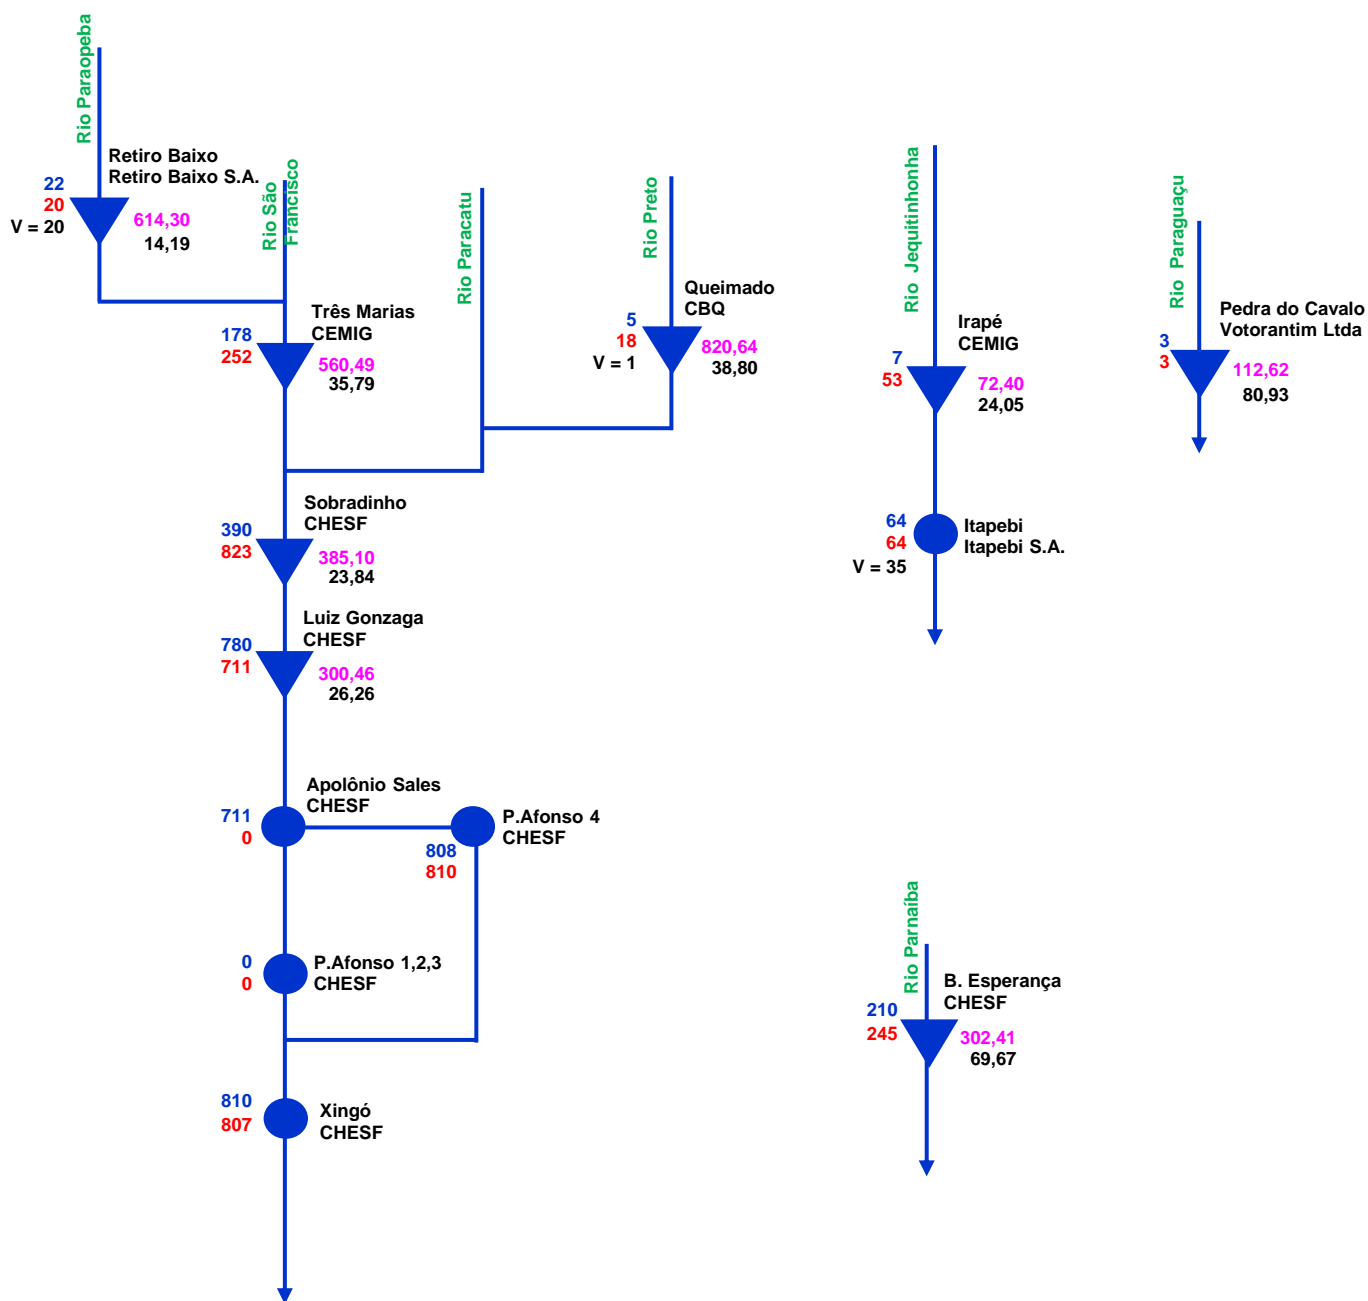 Rio Paraopeba
Retiro Baixo
Retiro Baixo S.A.
22
20
V = 20
614,30
14,19
Rio São
Francisco
Três Marias
CEMIG
178
252
560,49
35,79
Rio Paracatu
Rio Preto
Queimado
CBQ
5
18
V = 1
820,64
38,80
Sobradinho
CHESF
390
823
385,10
23,84
Luiz Gonzaga
CHESF
780
711
300,46
26,26
Apolônio Sales
CHESF
711
0
P.Afonso 4
CHESF
808
810
P.Afonso 1,2,3
CHESF
0
0
Xingó
CHESF
810
807
Rio Jequitinhonha
Irapé
CEMIG
7
53
72,40
24,05
Itapebi
Itapebi S.A.
64
64
V = 35
Rio Paraguaçu
Pedra do Cavalo
Votorantim Ltda
3
3
112,62
80,93
Rio Parnaíba
B. Esperança
CHESF
210
245
302,41
69,67